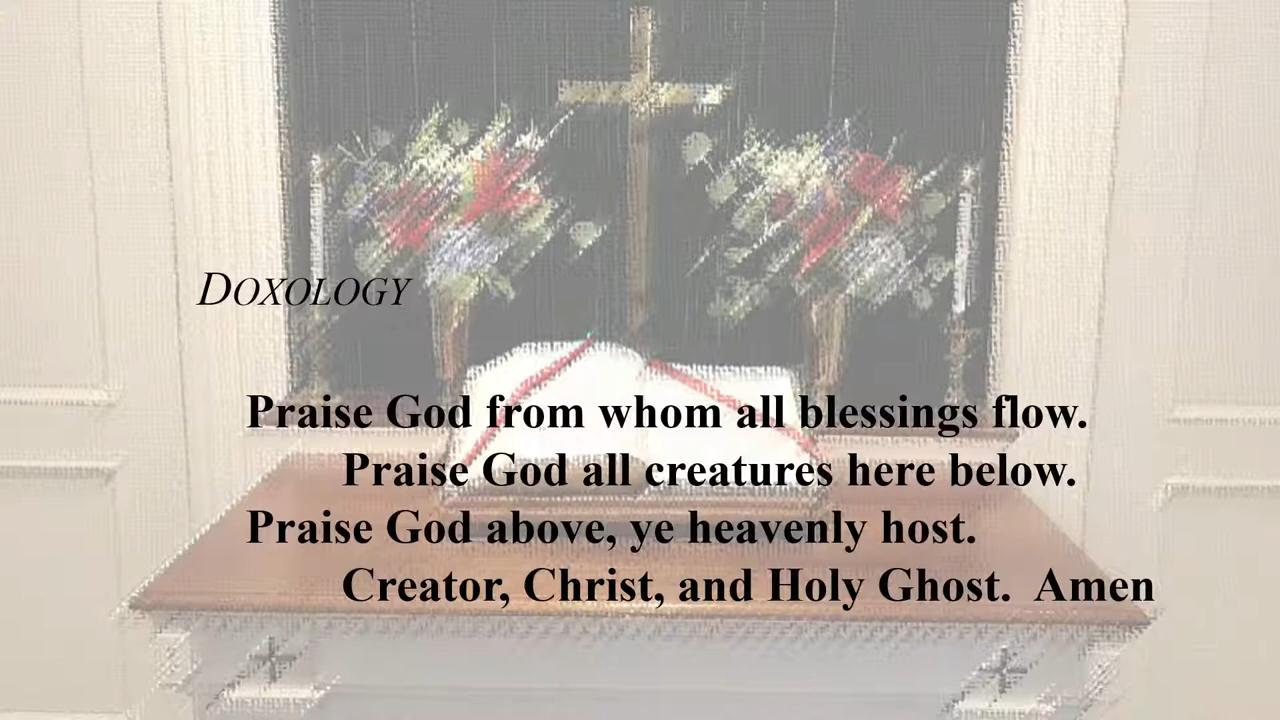 DOXOLOGY
Praise God from whom all blessings flow.
Praise God all creatures here below.
Praise God above, ye heavenly host.
Creator, Christ, and Holy Ghost.  Amen